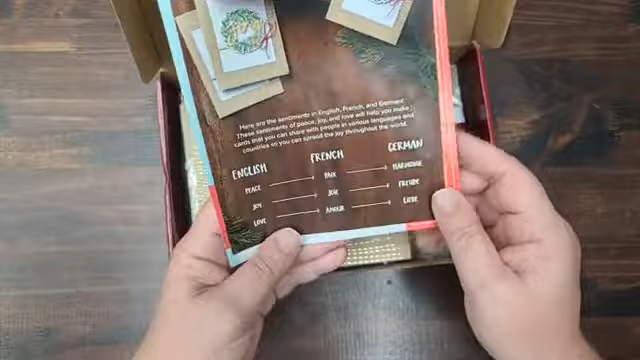 Here are the sentiments in English, French, and German!
These sentiments of peace, joy, and love will help you make
cards that you can share with people in various languages and
countries so you can spread the joy throughout the world.
ENGLISH FRENCH GERMAN
PEACE PAIX HARMONIE
JOY JOIE FREUDE
LOVE AMOUR LIEBE